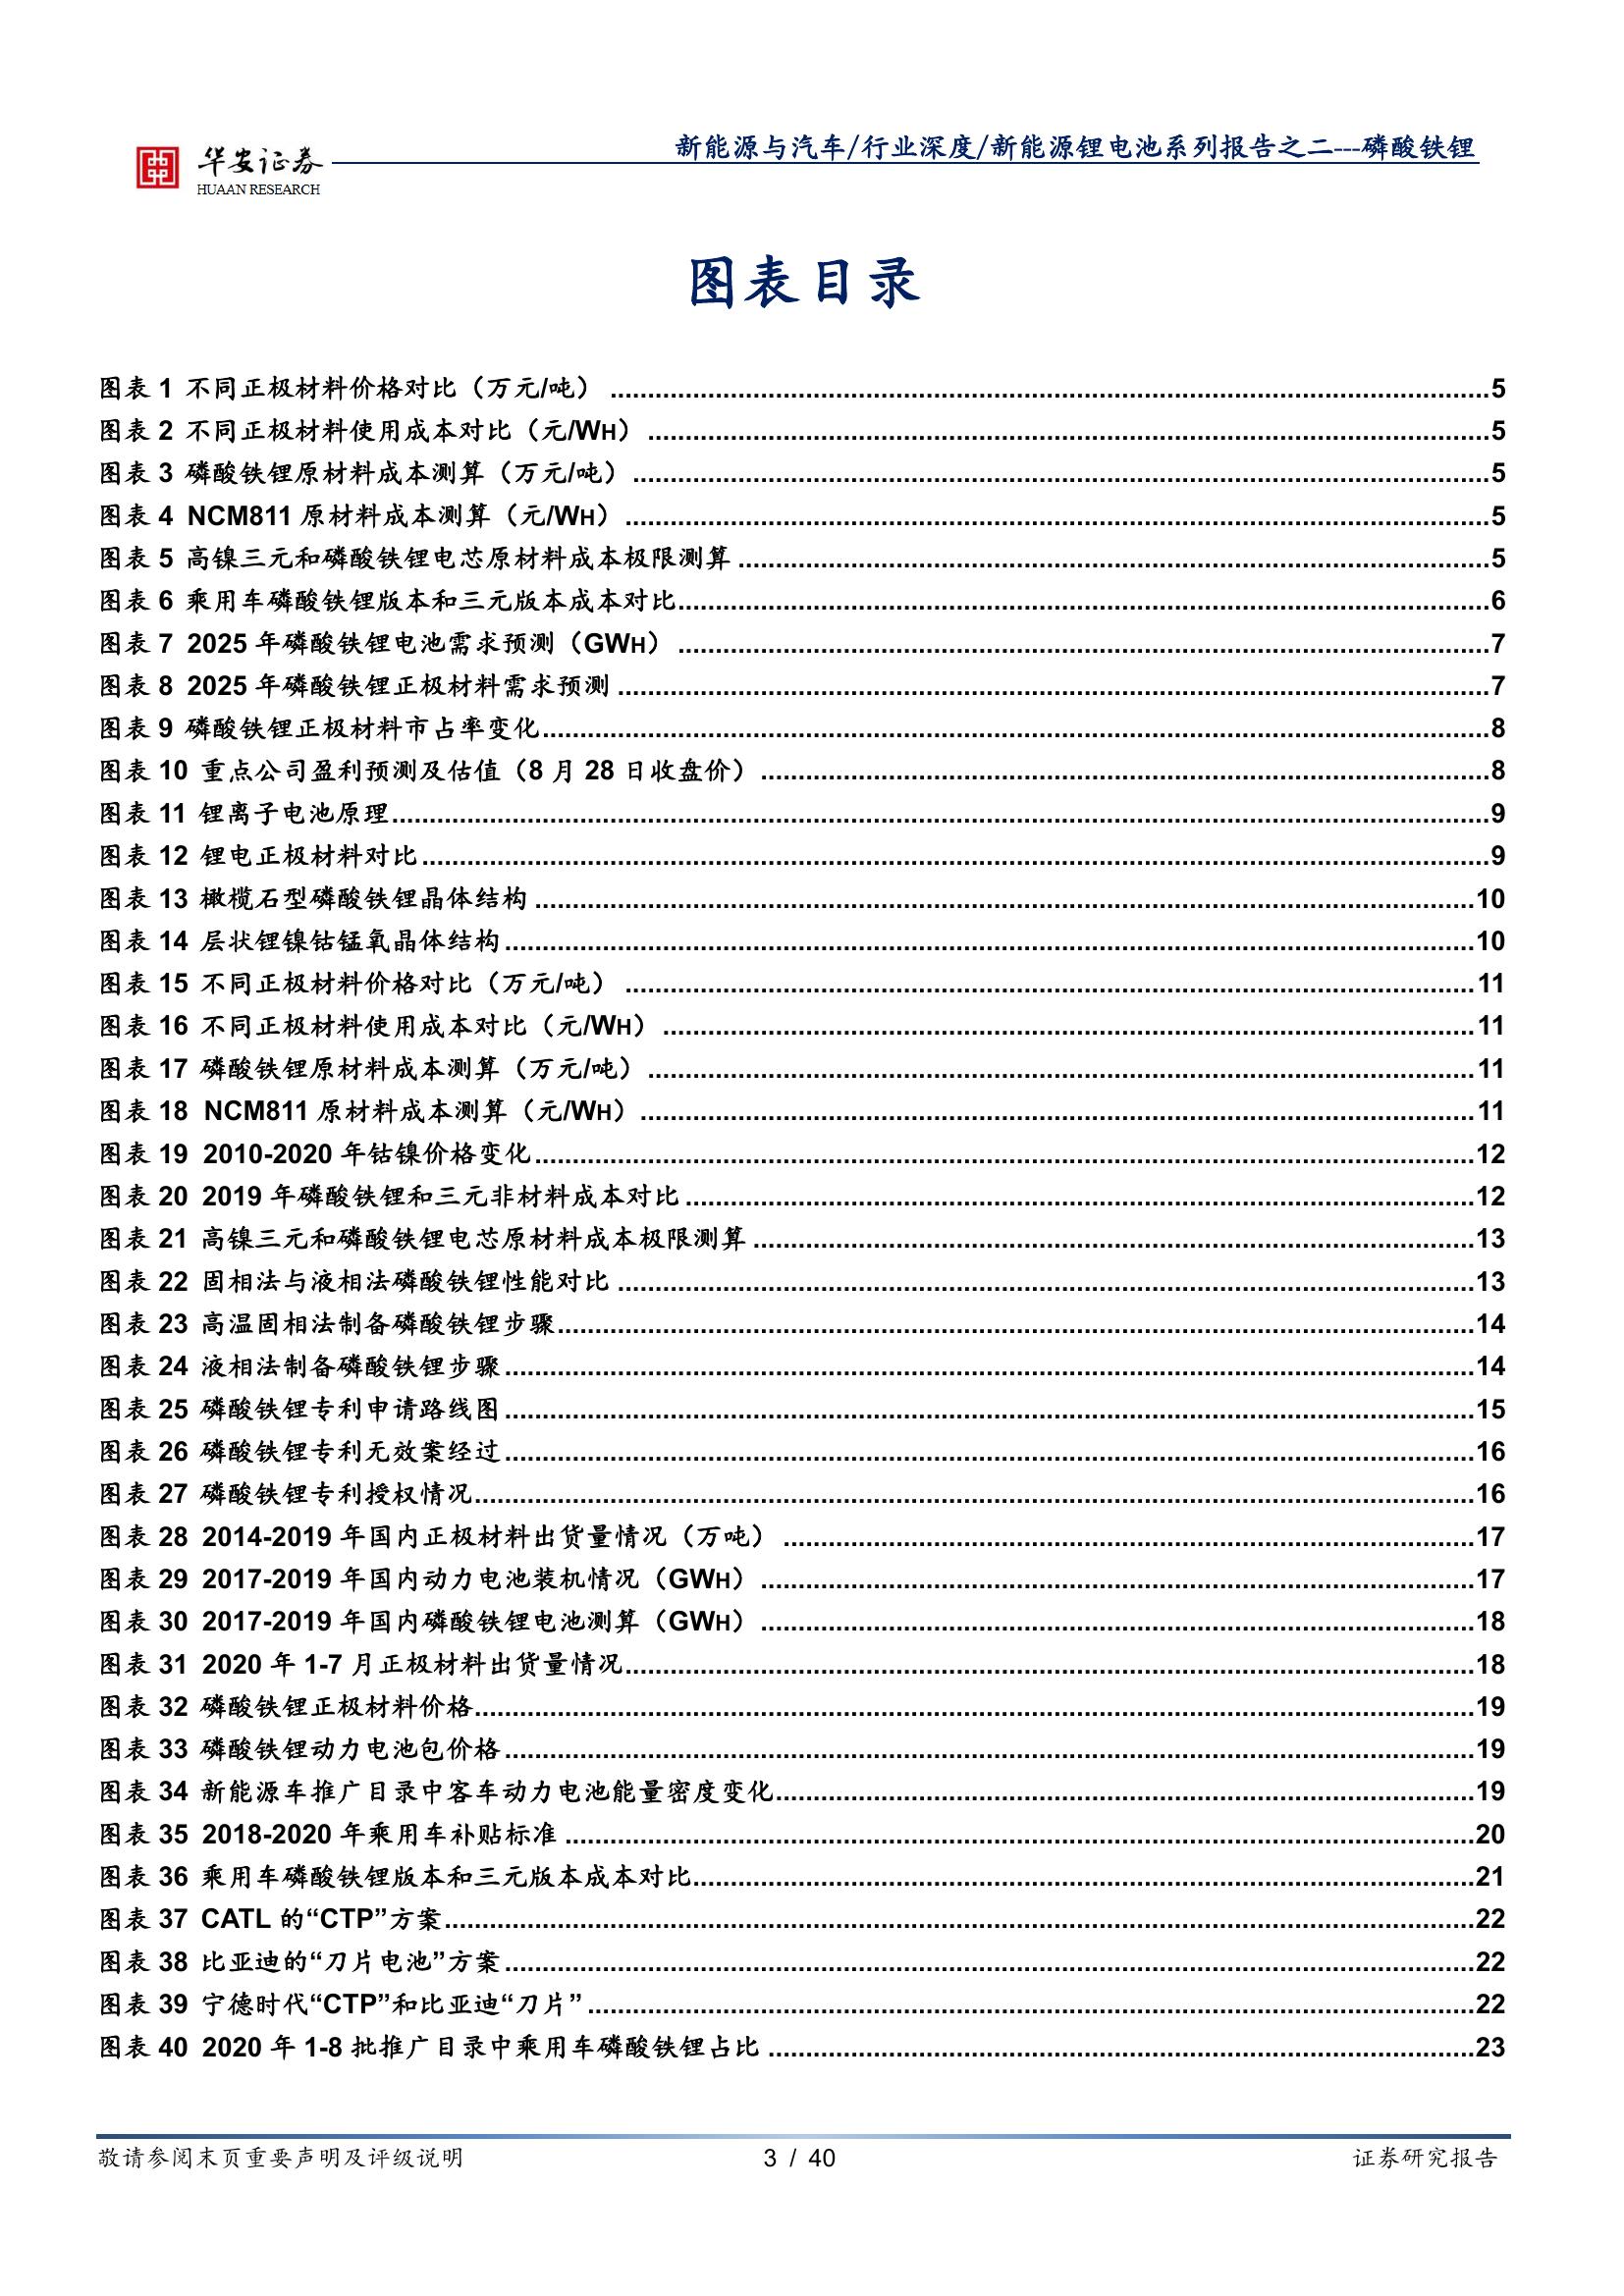 华安证券
HUAAN RESEARCH
新能源与汽车/行业深度/新能源锂电池系列报告之二---磷酸铁锂
图表目录
图表 1 不同正极材料价格对比（万元/吨） ........................................ 5
图表 2 不同正极材料使用成本对比（元/WH） ........................................ 5
图表 3 磷酸铁锂原材料成本测算（万元/吨） ........................................ 5
图表 4 NCM811 原材料成本测算（元/WH） ........................................ 5
图表 5 高镍三元和磷酸铁锂电芯原材料成本极限测算 ........................................ 5
图表 6 乘用车磷酸铁锂版本和三元版本成本对比 ........................................ 6
图表 7 2025 年磷酸铁锂电池需求预测（GWH） ........................................ 7
图表 8 2025 年磷酸铁锂正极材料需求预测 ........................................ 7
图表 9 磷酸铁锂正极材料市占率变化 ........................................ 8
图表 10 重点公司盈利预测及估值（8 月 28 日收盘价） ........................................ 8
图表 11 锂离子电池原理 ........................................ 9
图表 12 锂电正极材料对比 ........................................ 9
图表 13 橄榄石型磷酸铁锂晶体结构 ........................................ 10
图表 14 层状锂镍钴锰氧晶体结构 ........................................ 10
图表 15 不同正极材料价格对比（万元/吨） ........................................ 11
图表 16 不同正极材料使用成本对比（元/WH） ........................................ 11
图表 17 磷酸铁锂原材料成本测算（万元/吨） ........................................ 11
图表 18 NCM811 原材料成本测算（元/WH） ........................................ 11
图表 19 2010-2020 年钴镍价格变化 ........................................ 12
图表 20 2019 年磷酸铁锂和三元非材料成本对比 ........................................ 12
图表 21 高镍三元和磷酸铁锂电芯原材料成本极限测算 ........................................ 13
图表 22 固相法与液相法磷酸铁锂性能对比 ........................................ 13
图表 23 高温固相法制备磷酸铁锂步骤 ........................................ 14
图表 24 液相法制备磷酸铁锂步骤 ........................................ 14
图表 25 磷酸铁锂专利申请路线图 ........................................ 15
图表 26 磷酸铁锂专利无效案经过 ........................................ 16
图表 27 磷酸铁锂专利授权情况 ........................................ 16
图表 28 2014-2019 年国内正极材料出货量情况（万吨） ........................................ 17
图表 29 2017-2019 年国内动力电池装机情况（GWH） ........................................ 17
图表 30 2017-2019 年国内磷酸铁锂电池测算（GWH） ........................................ 18
图表 31 2020 年 1-7 月正极材料出货量情况 ........................................ 18
图表 32 磷酸铁锂正极材料价格 ........................................ 19
图表 33 磷酸铁锂动力电池包价格 ........................................ 19
图表 34 新能源车推广目录中客车动力电池能量密度变化 ........................................ 19
图表 35 2018-2020 年乘用车补贴标准 ........................................ 20
图表 36 乘用车磷酸铁锂版本和三元版本成本对比 ........................................ 21
图表 37 CATL 的“CTP”方案 ........................................ 22
图表 38 比亚迪的“刀片电池”方案 ........................................ 22
图表 39 宁德时代“CTP”和比亚迪“刀片” ........................................ 22
图表 40 2020 年 1-8 批推广目录中乘用车磷酸铁锂占比 ........................................ 23
敬请参阅末页重要声明及评级说明 3 / 40 证券研究报告